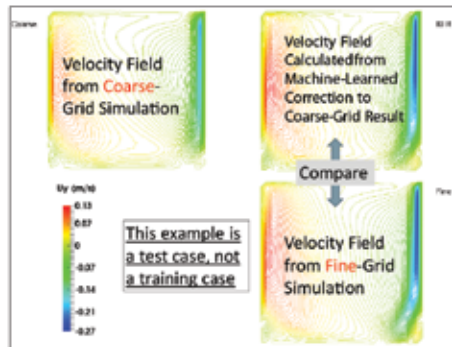 Coarse
Velocity Field
from Coarse-
Grid Simulation
Velocity Field
Calculatedfrom
Machine-Learned
Correction to
Coarse-Grid Result
Compare
Fine
Velocity Field
from Fine-Grid
Simulation
This example is
a test case, not
a training case
Uy (m/s)
0.13
0.07
0
-0.07
-0.14
-0.21
-0.27